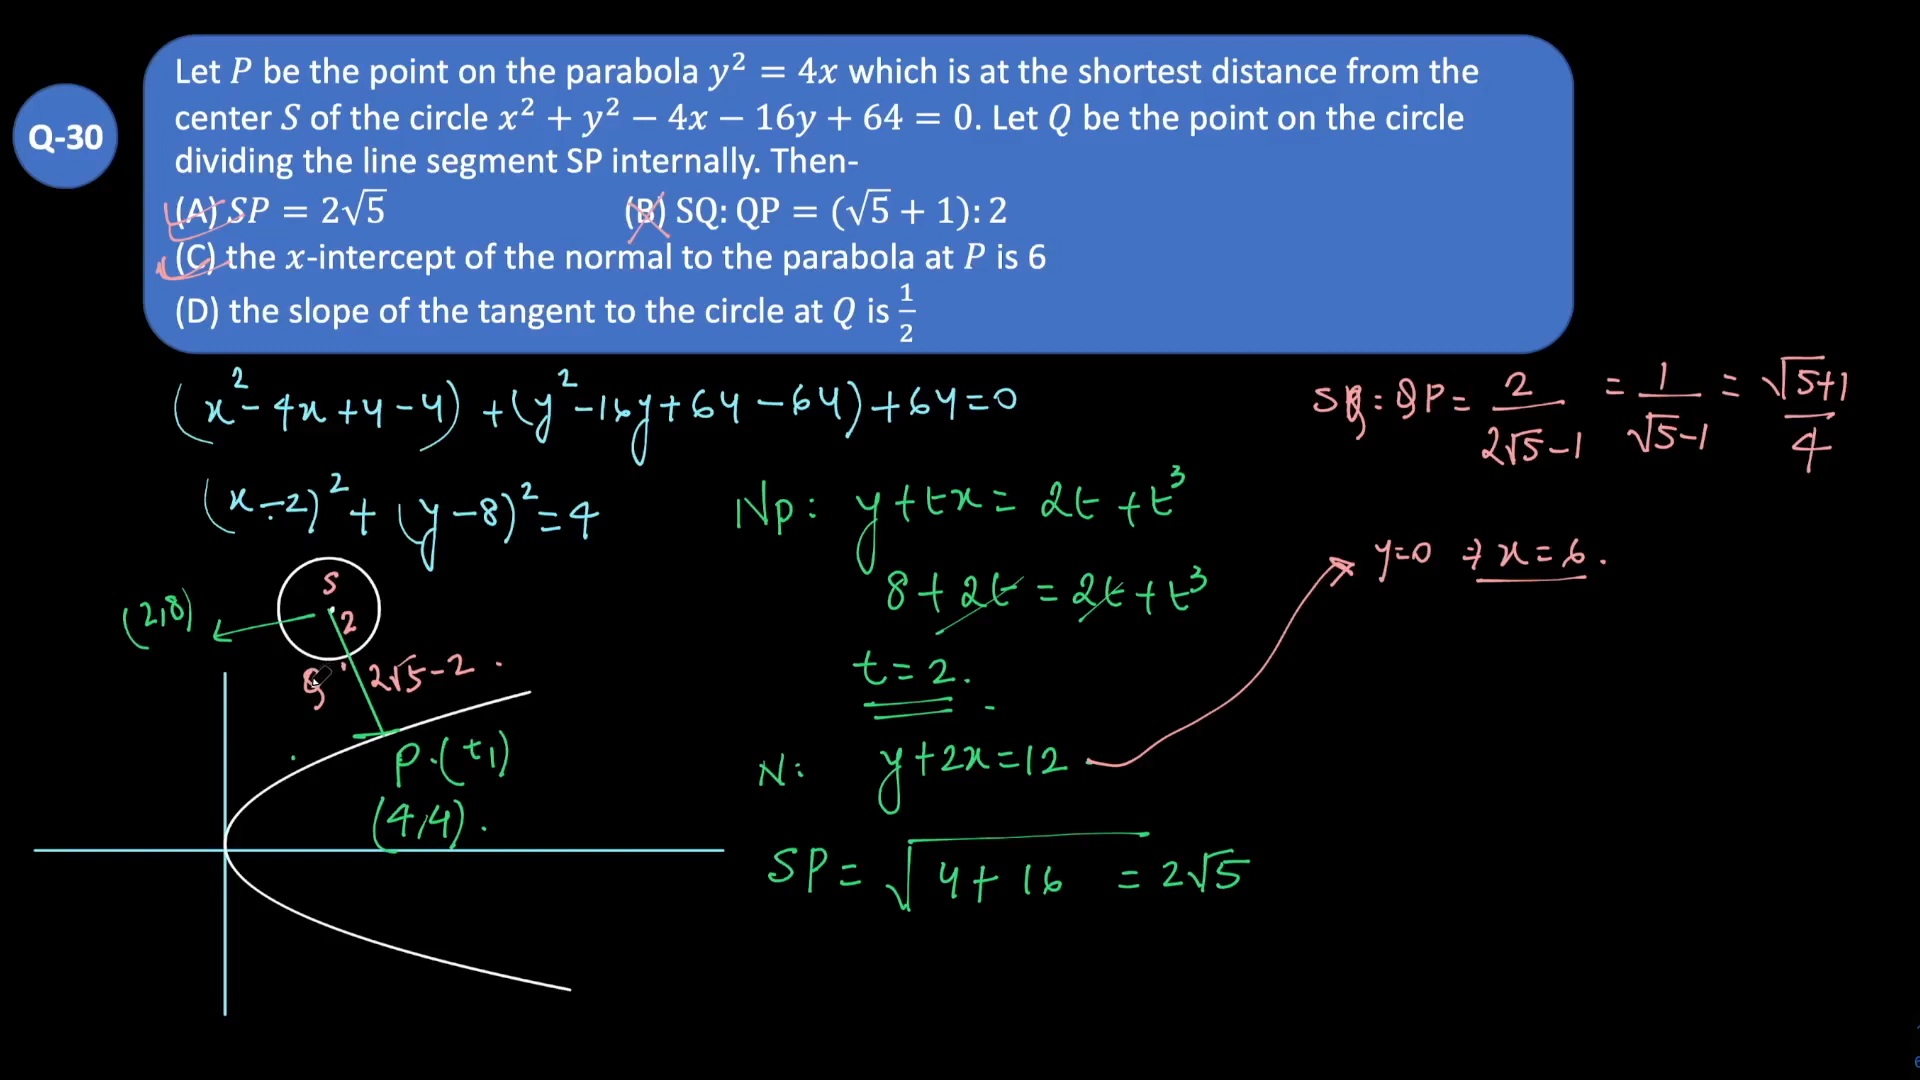 Q-30
Let P be the point on the parabola y² = 4x which is at the shortest distance from the
center S of the circle x² + y² − 4x − 16y + 64 = 0. Let Q be the point on the circle
dividing the line segment SP internally. Then-
(A) SP = 2√5 (B) SQ: QP = (√5 + 1): 2
(C) the x-intercept of the normal to the parabola at P is 6
(D) the slope of the tangent to the circle at Q is 1/2
(x² - 4x + 4 - 4) + (y² - 16y + 64 - 64) + 64 = 0
(x - 2)² + (y - 8)² = 4
SQ : QP = 2/(2√5 - 1) = 1/(√5 - 1) = (√5+1)/4
Np: y + tx = 2t + t³
8 + 2t = 2t + t³
y=0 ⇒ x = 6.
t = 2.
N: y + 2x = 12
SP = √(4 + 16) = 2√5
S
(2,8)
2
Q
2√5 - 2
P.(t1)
(4,4).